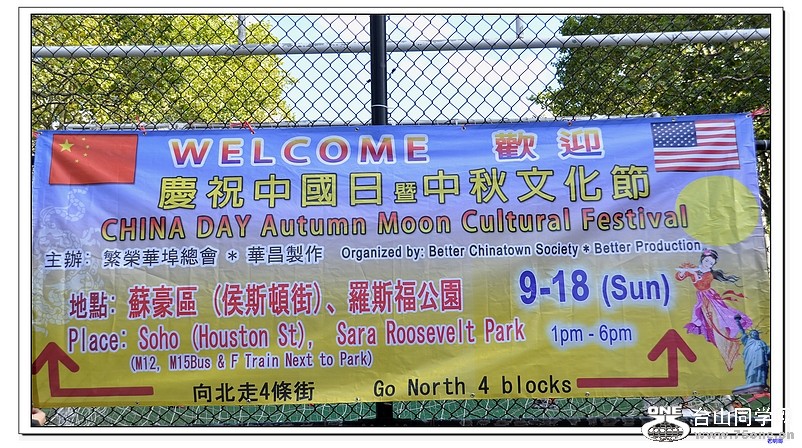 WELCOME 歡迎
慶祝中國日暨中秋文化節
CHINA DAY Autumn Moon Cultural Festival
主辦: 繁榮華埠總會 * 華昌製作 Organized by: Better Chinatown Society * Better Production
地點: 蘇豪區 (侯斯頓街)、羅斯福公園
9-18 (Sun)
Place: Soho (Houston St), Sara Roosevelt Park
1pm - 6pm
(M12, M15Bus & F Train Next to Park)
向北走4條街 Go North 4 blocks
ONE
台山同学网